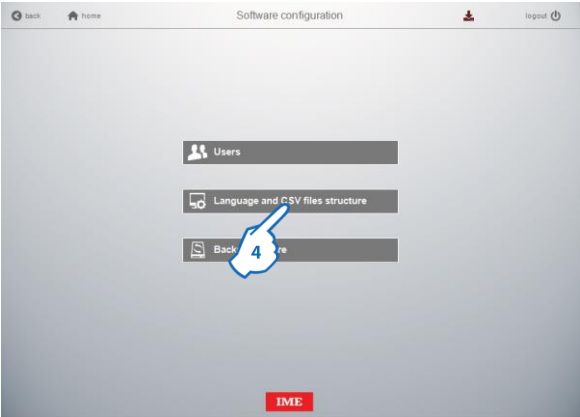 back home Software configuration logout
Users
Language and CSV files structure
Back re
4
IME